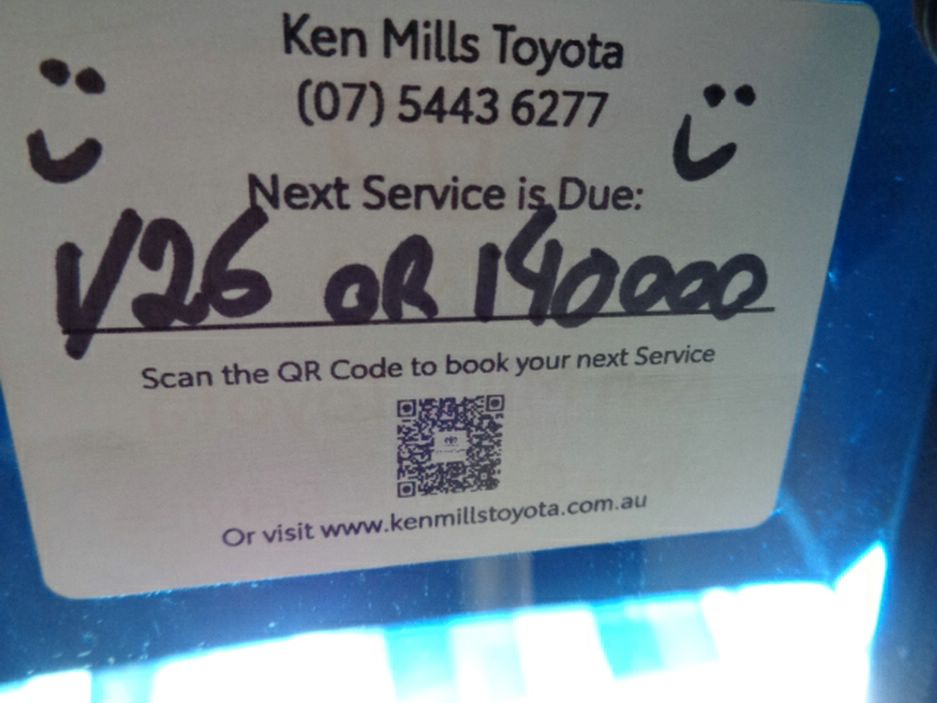 Ken Mills Toyota
(07) 5443 6277
Next Service is Due:
1/26 OR 140000
Scan the QR Code to book your next Service
Or visit www.kenmillstoyota.com.au